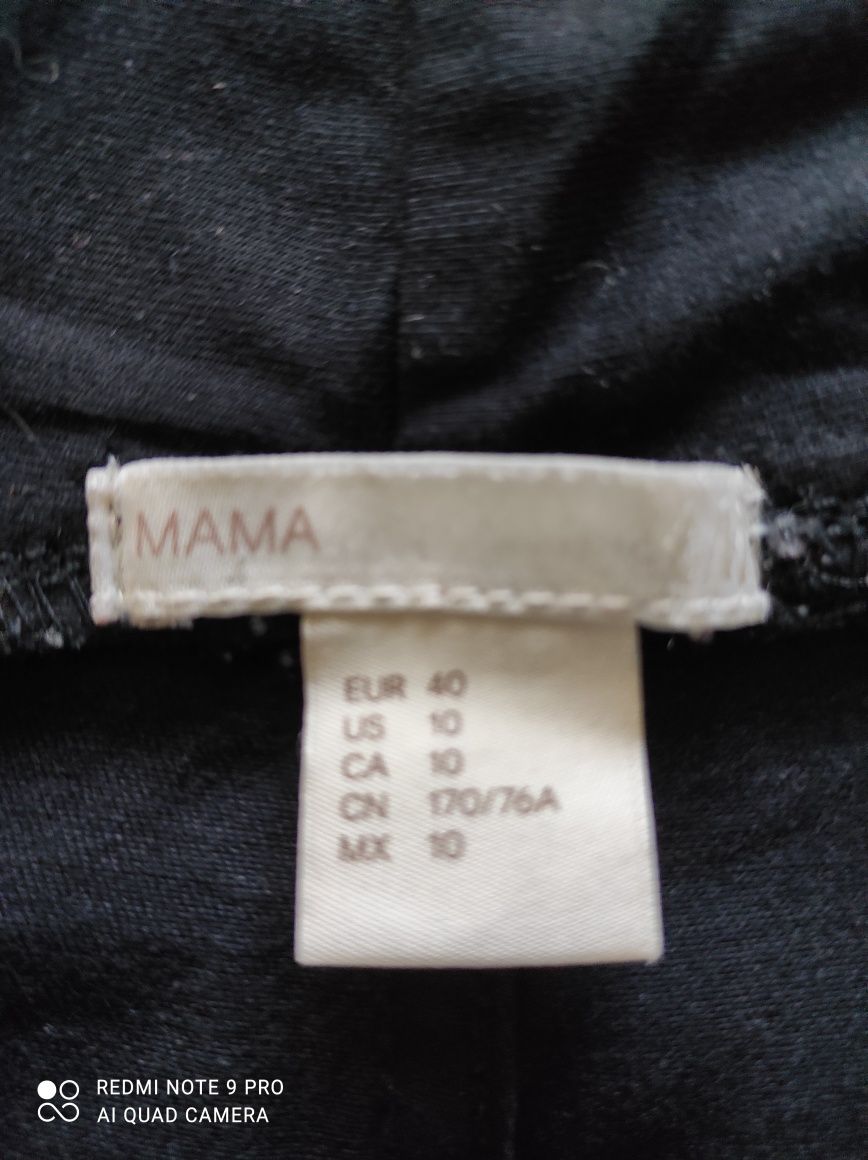 MAMA
EUR 40
US 10
CA 10
CN 170/76A
MX 10
REDMI NOTE 9 PRO
AI QUAD CAMERA